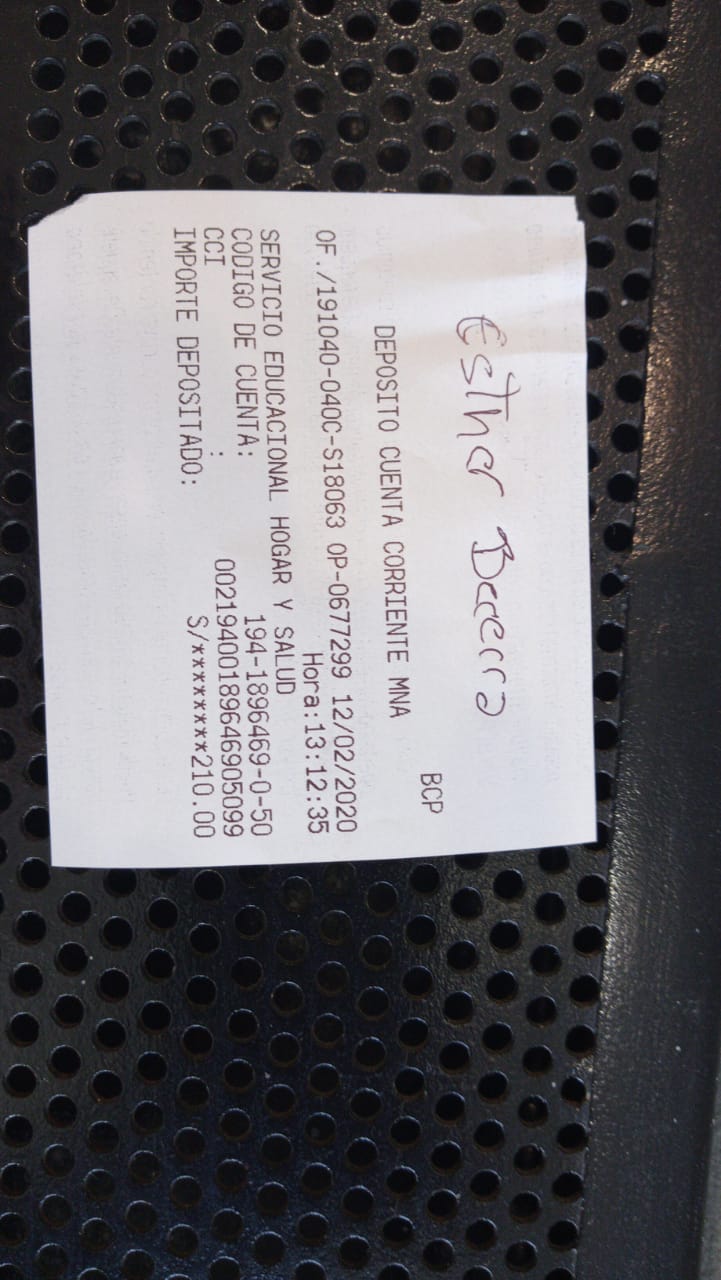 Esther Becerra
BCP
DEPOSITO CUENTA CORRIENTE MNA
OF./191040-040C-S18063 OP-0677299 12/02/2020
Hora:13:12:35
SERVICIO EDUCACIONAL HOGAR Y SALUD
CODIGO DE CUENTA: 194-1896469-0-50
CCI : 00219400189646905099
IMPORTE DEPOSITADO: S/*********210.00